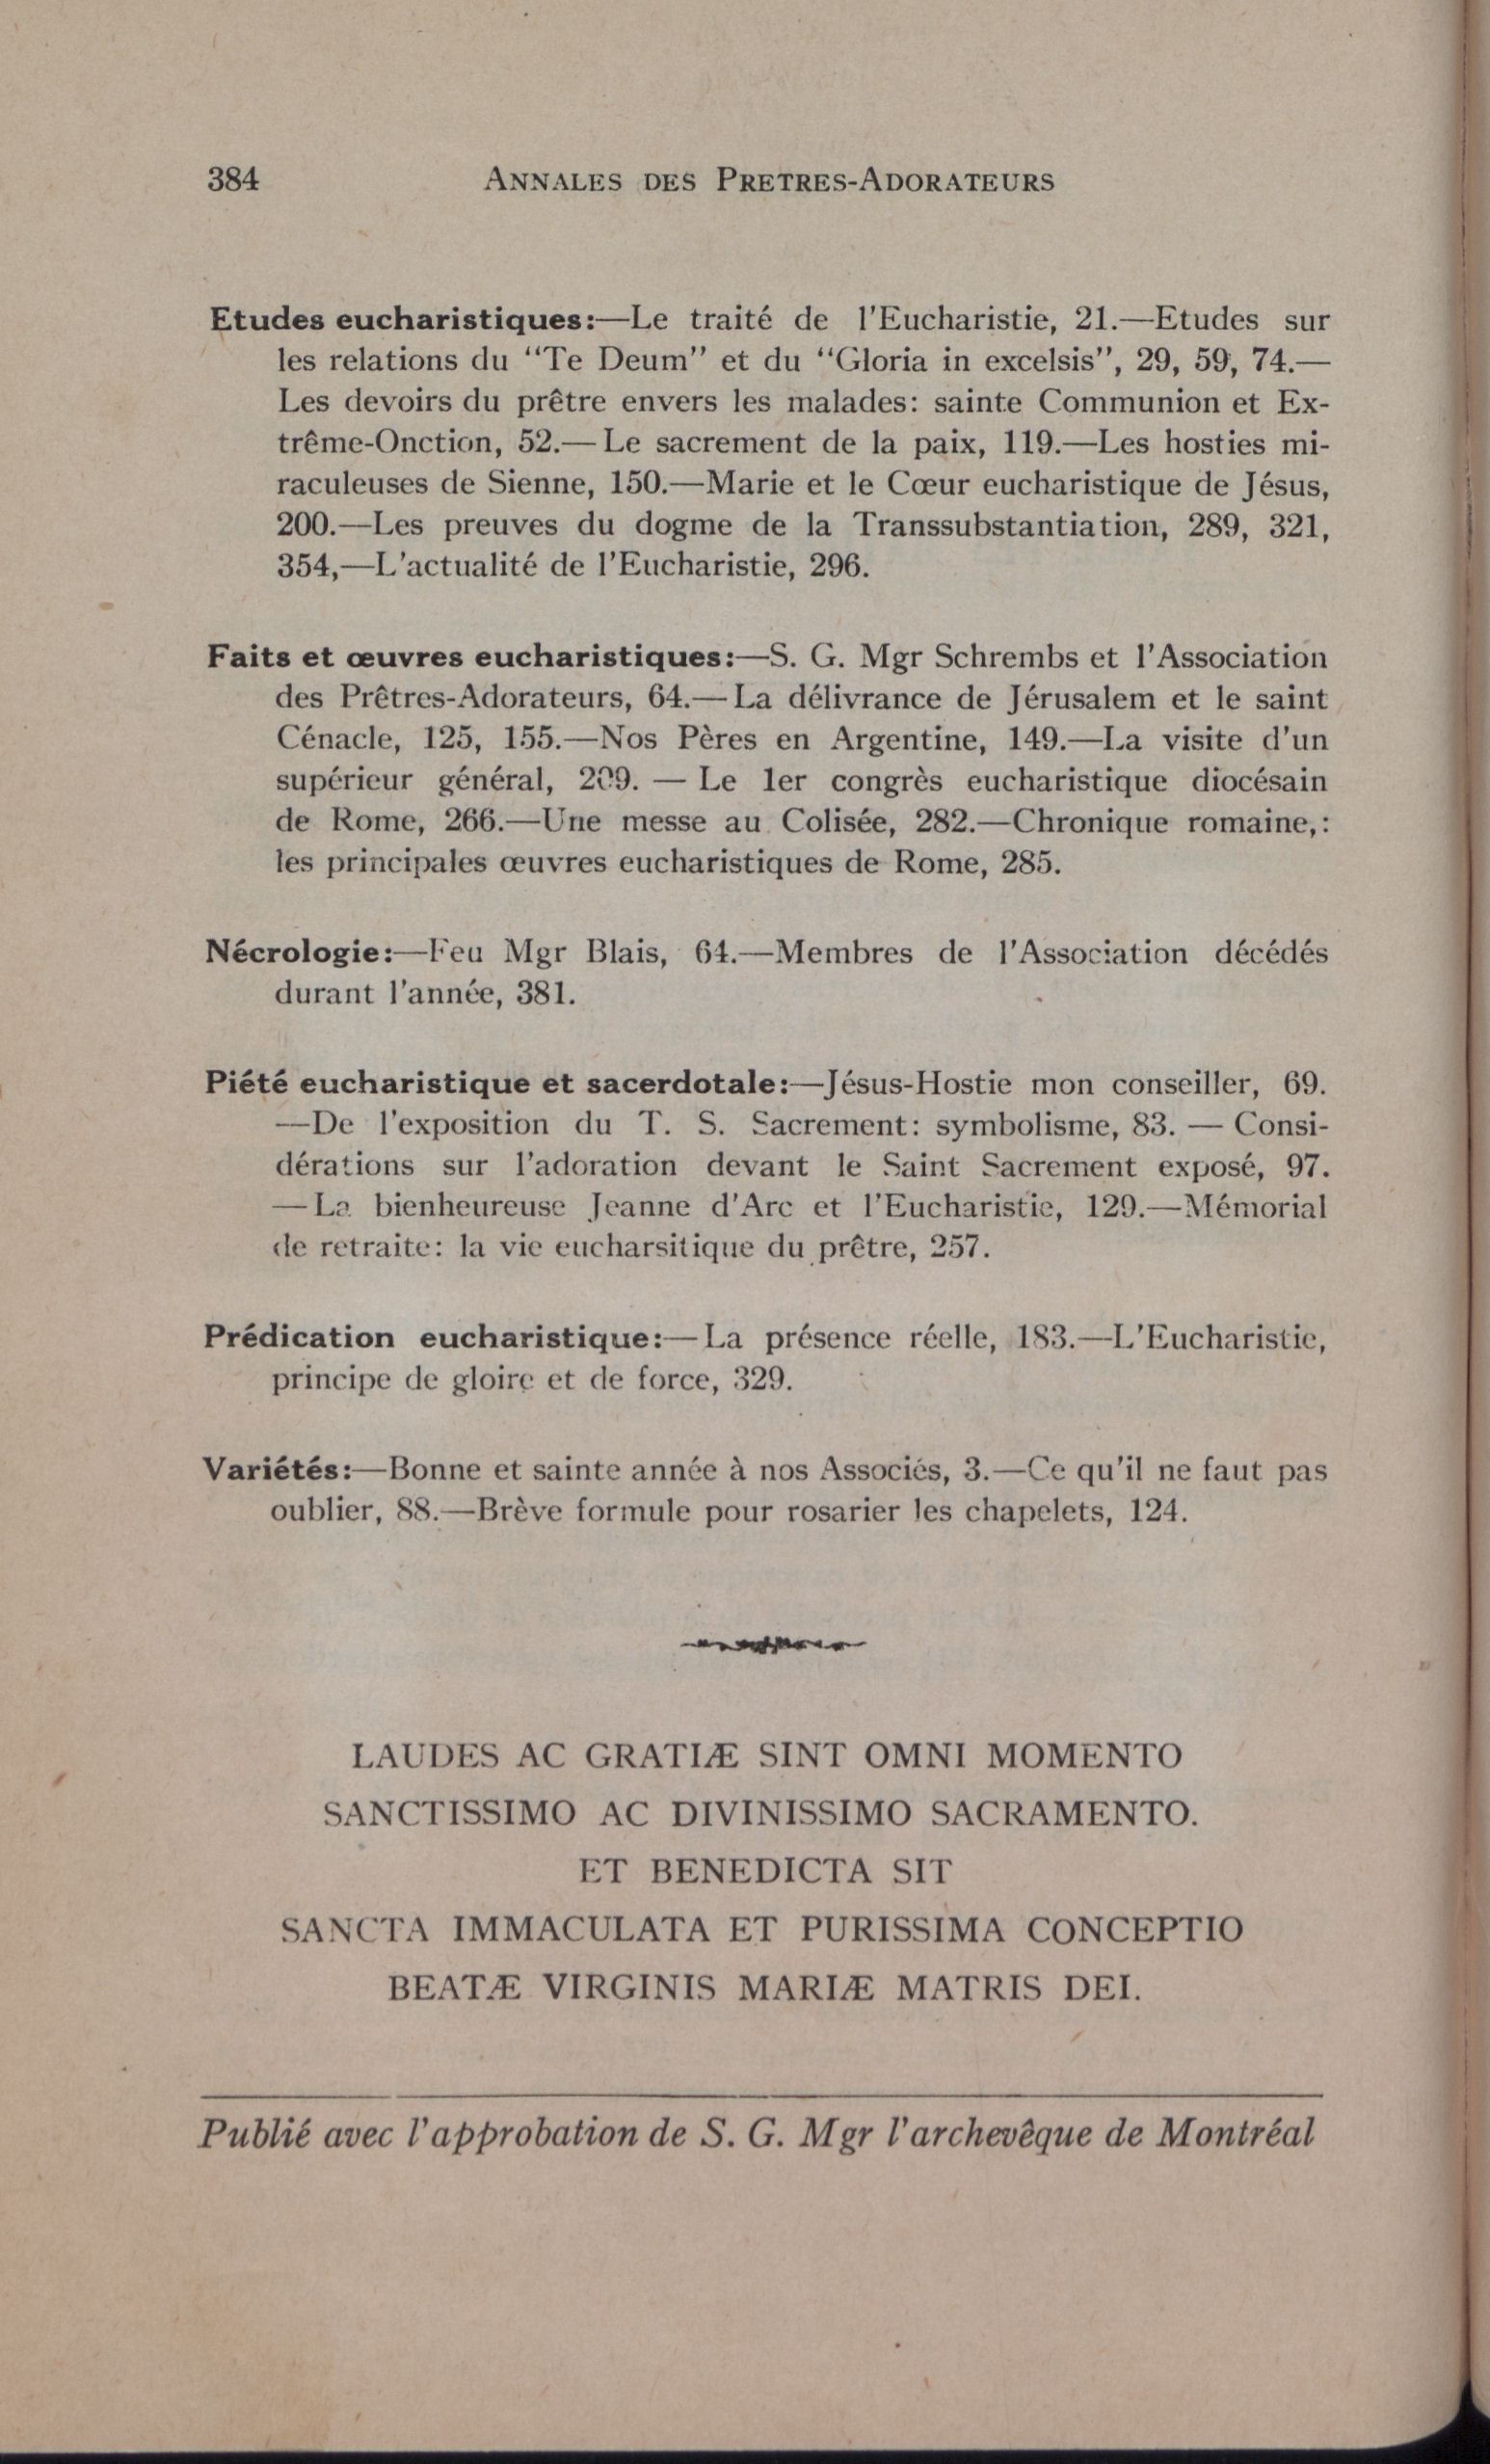 384
ANNALES DES PRETRES-ADORATEURS
Etudes eucharistiques:—Le traité de l'Eucharistie, 21.—Etudes sur
les relations du “Te Deum” et du “Gloria in excelsis”, 29, 59, 74.—
Les devoirs du prêtre envers les malades: sainte Communion et Ex-
trême-Onction, 52.—Le sacrement de la paix, 119.—Les hosties mi-
raculeuses de Sienne, 150.—Marie et le Cœur eucharistique de Jésus,
200.—Les preuves du dogme de la Transsubstantiation, 289, 321,
354,—L'actualité de l'Eucharistie, 296.
Faits et œuvres eucharistiques:—S. G. Mgr Schrembs et l'Association
des Prêtres-Adorateurs, 64.—La délivrance de Jérusalem et le saint
Cénacle, 125, 155.—Nos Pères en Argentine, 149.—La visite d'un
supérieur général, 209. — Le 1er congrès eucharistique diocésain
de Rome, 266.—Une messe au Colisée, 282.—Chronique romaine,:
les principales œuvres eucharistiques de Rome, 285.
Nécrologie:—Feu Mgr Blais, 64.—Membres de l'Association décédés
durant l'année, 381.
Piété eucharistique et sacerdotale:—Jésus-Hostie mon conseiller, 69.
—De l'exposition du T. S. Sacrement: symbolisme, 83. — Consi-
dérations sur l'adoration devant le Saint Sacrement exposé, 97.
—La bienheureuse Jeanne d'Arc et l'Eucharistie, 129.—Mémorial
de retraite: la vie eucharsitique du prêtre, 257.
Prédication eucharistique:—La présence réelle, 183.—L'Eucharistie,
principe de gloire et de force, 329.
Variétés:—Bonne et sainte année à nos Associés, 3.—Ce qu'il ne faut pas
oublier, 88.—Brève formule pour rosarier les chapelets, 124.
LAUDES AC GRATIÆ SINT OMNI MOMENTO
SANCTISSIMO AC DIVINISSIMO SACRAMENTO.
ET BENEDICTA SIT
SANCTA IMMACULATA ET PURISSIMA CONCEPTIO
BEATÆ VIRGINIS MARIÆ MATRIS DEI.
Publié avec l'approbation de S. G. Mgr l'archevêque de Montréal